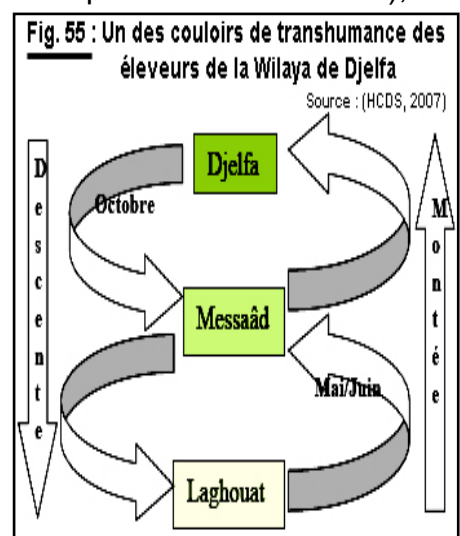 Fig. 55 : Un des couloirs de transhumance des
éleveurs de la Wilaya de Djelfa
Source : (HCDS, 2007)
Descente
Djelfa
Octobre
Montée
Messaâd
Mai/Juin
Laghouat